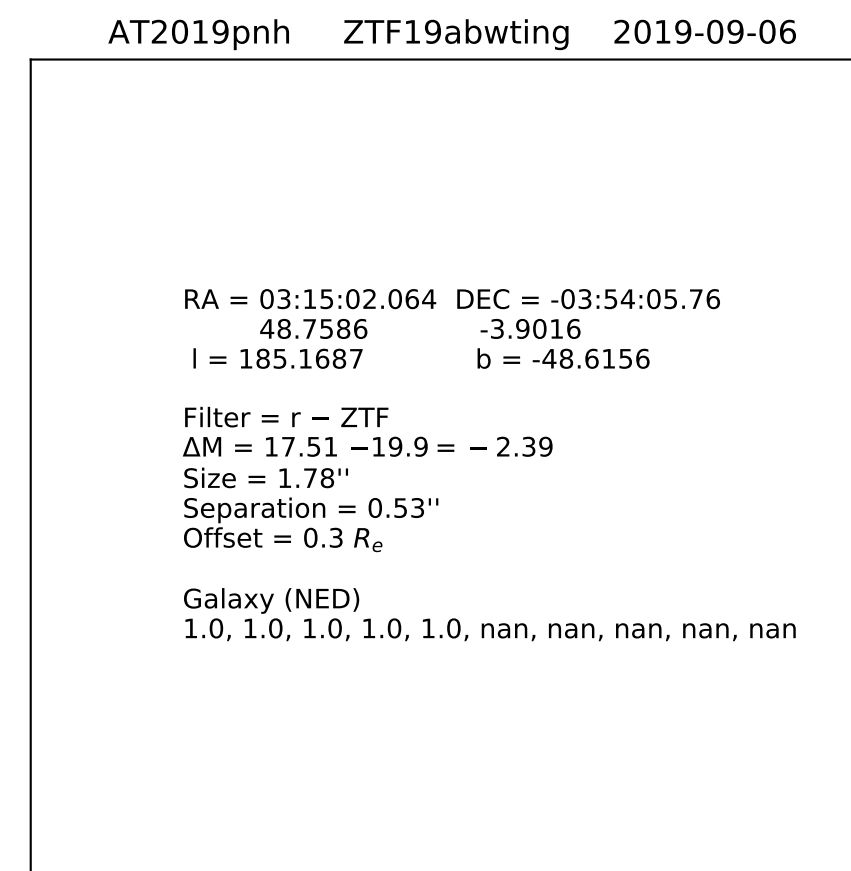 AT2019pnh ZTF19abwting 2019-09-06
RA = 03:15:02.064 DEC = -03:54:05.76
48.7586 -3.9016
l = 185.1687 b = -48.6156
Filter = r − ZTF
ΔM = 17.51 −19.9 = − 2.39
Size = 1.78''
Separation = 0.53''
Offset = 0.3 Rₑ
Galaxy (NED)
1.0, 1.0, 1.0, 1.0, 1.0, nan, nan, nan, nan, nan